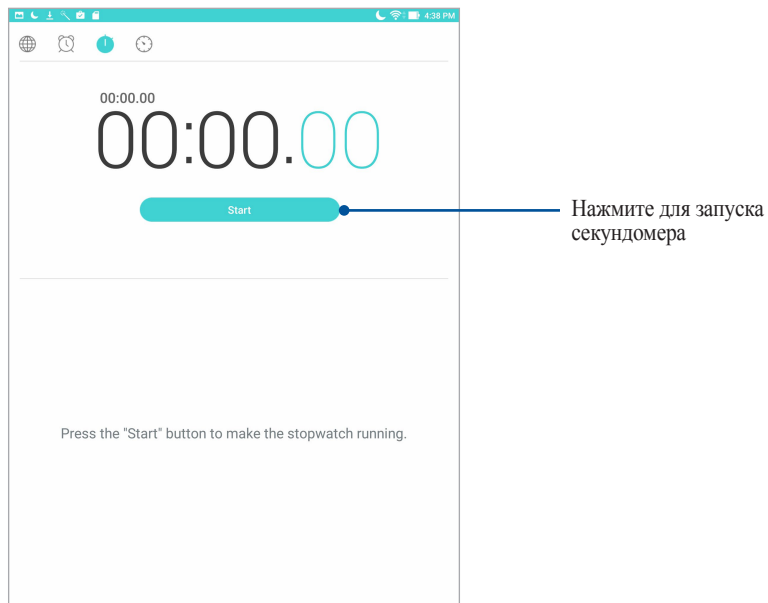 4:38 PM
00:00.00
00:00.00
Start
Нажмите для запуска
секундомера
Press the "Start" button to make the stopwatch running.